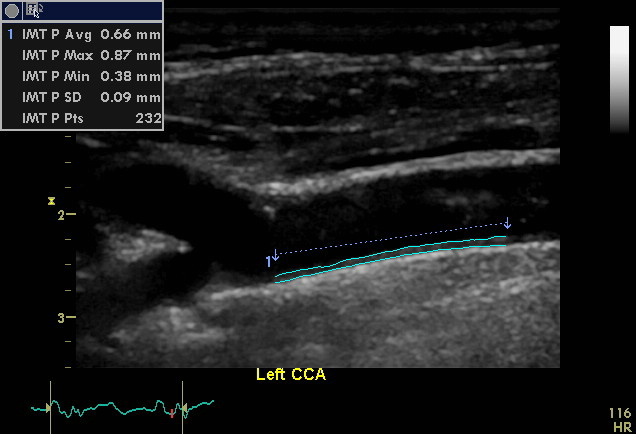 1 IMT P Avg 0.66 mm
IMT P Max 0.87 mm
IMT P Min 0.38 mm
IMT P SD 0.09 mm
IMT P Pts 232
2
1
3
Left CCA
116
HR